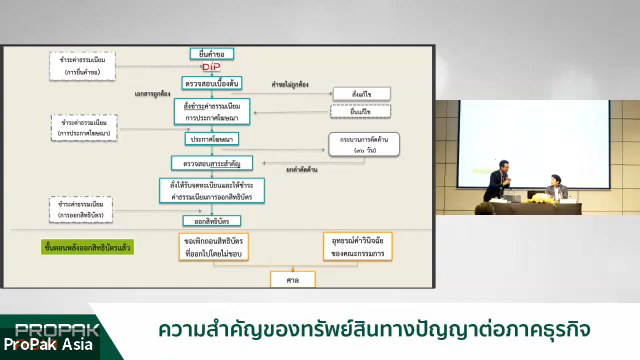 ยื่นคำขอ
DIP
ชำระค่าธรรมเนียม
(การยื่นคำขอ)
ตรวจสอบเบื้องต้น
คำขอไม่ถูกต้อง
เอกสารถูกต้อง
สั่งแก้ไข
สั่งชำระค่าธรรมเนียม
การประกาศโฆษณา
ยื่นแก้ไข
ชำระค่าธรรมเนียม
(การประกาศโฆษณา)
ประกาศโฆษณา
กระบวนการคัดค้าน
(๙๐ วัน)
ตรวจสอบสาระสำคัญ
ยกคำคัดค้าน
สั่งให้รับจดทะเบียนและให้ชำระ
ค่าธรรมเนียมการออกสิทธิบัตร
ชำระค่าธรรมเนียม
(การออกสิทธิบัตร)
ออกสิทธิบัตร
ขั้นตอนหลังออกสิทธิบัตรแล้ว
ขอเพิกถอนสิทธิบัตร
ที่ออกไปโดยไม่ชอบ
อุทธรณ์คำวินิจฉัย
ของคณะกรรมการ
ศาล
PROPAK
ProPak Asia
ความสำคัญของทรัพย์สินทางปัญญาต่อภาคธุรกิจ